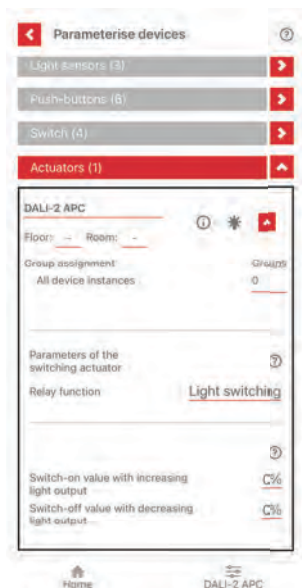 Parameterise devices
Light sensors (3)
Push-buttons (8)
Switch (4)
Actuators (1)
DALI-2 APC
Floor: - Room: -
Group assignment Groups
All device instances 0
Parameters of the
switching actuator
Relay function Light switching
Switch-on value with increasing
light output
Switch-off value with decreasing
light output
Home DALI-2 APC